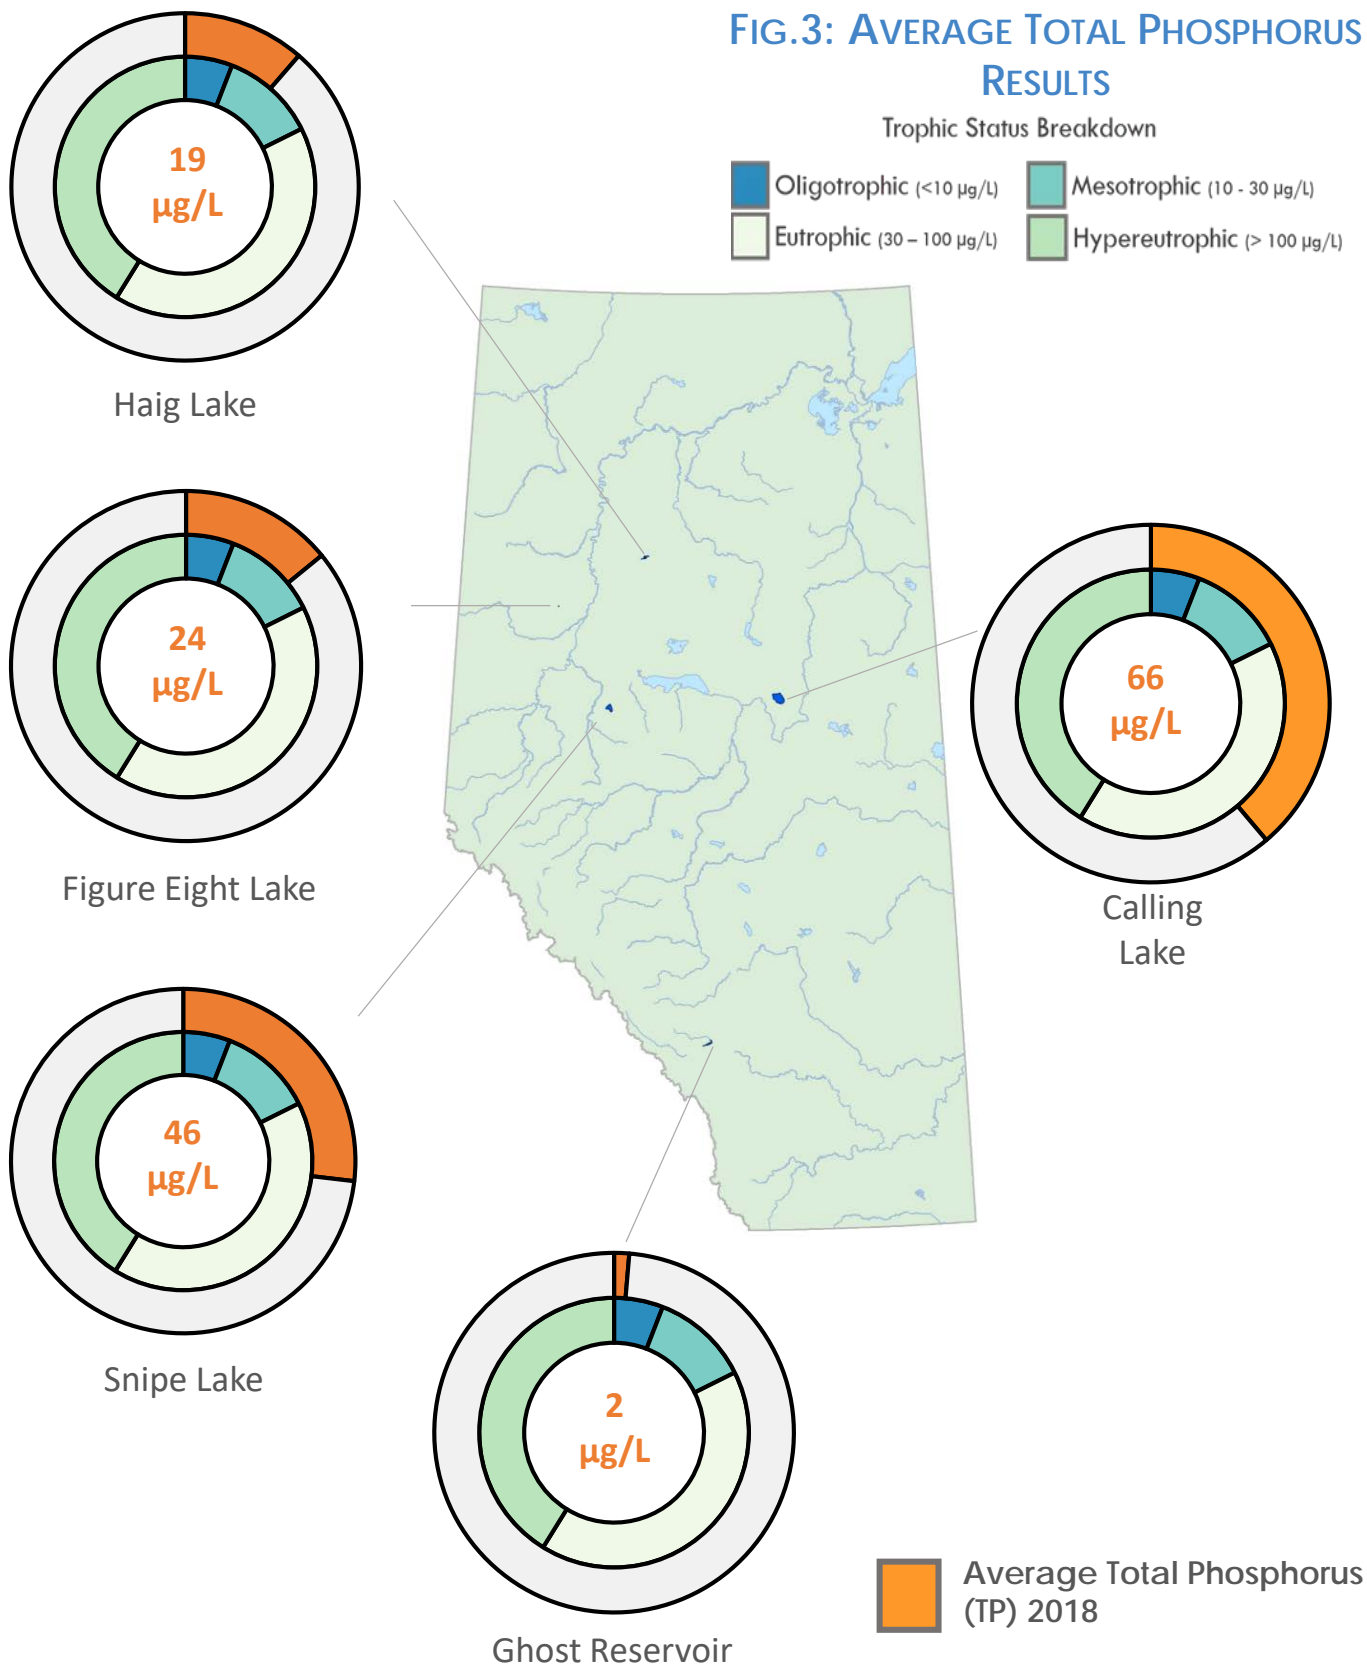 FIG.3: AVERAGE TOTAL PHOSPHORUS
RESULTS
Trophic Status Breakdown
Oligotrophic (<10 µg/L)
Mesotrophic (10 - 30 µg/L)
Eutrophic (30 – 100 µg/L)
Hypereutrophic (> 100 µg/L)
19
µg/L
Haig Lake
24
µg/L
Figure Eight Lake
66
µg/L
Calling
Lake
46
µg/L
Snipe Lake
2
µg/L
Ghost Reservoir
Average Total Phosphorus
(TP) 2018